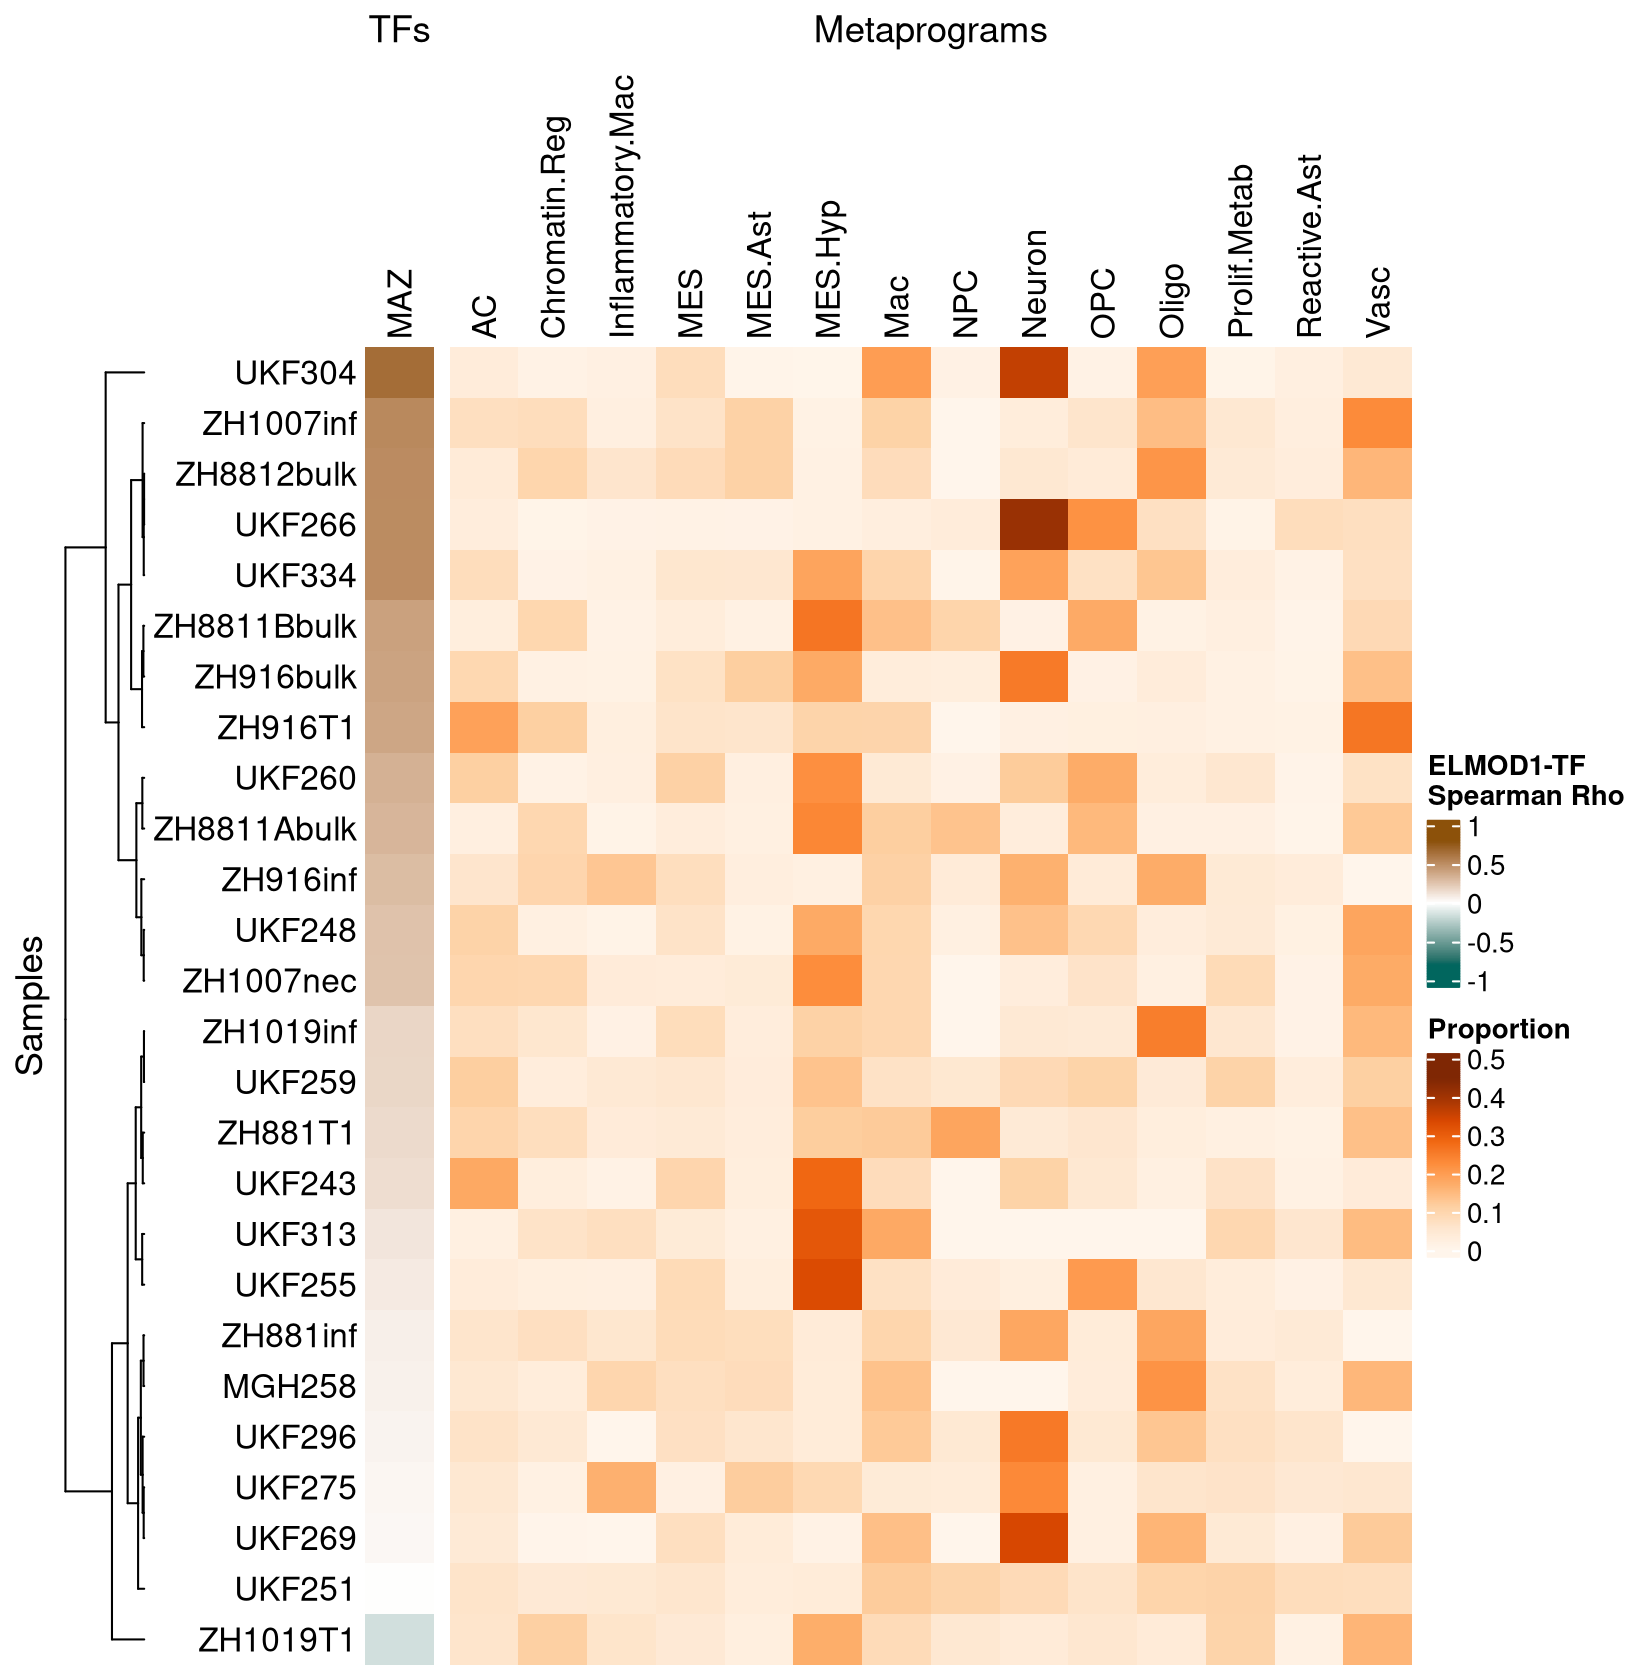 TFs
Metaprograms
MAZ
AC
Chromatin.Reg
Inflammatory.Mac
MES
MES.Ast
MES.Hyp
Mac
NPC
Neuron
OPC
Oligo
Prolif.Metab
Reactive.Ast
Vasc
Samples
UKF304
ZH1007inf
ZH8812bulk
UKF266
UKF334
ZH8811Bbulk
ZH916bulk
ZH916T1
UKF260
ZH8811Abulk
ZH916inf
UKF248
ZH1007nec
ZH1019inf
UKF259
ZH881T1
UKF243
UKF313
UKF255
ZH881inf
MGH258
UKF296
UKF275
UKF269
UKF251
ZH1019T1
ELMOD1-TF
Spearman Rho
1
0.5
0
-0.5
-1
Proportion
0.5
0.4
0.3
0.2
0.1
0